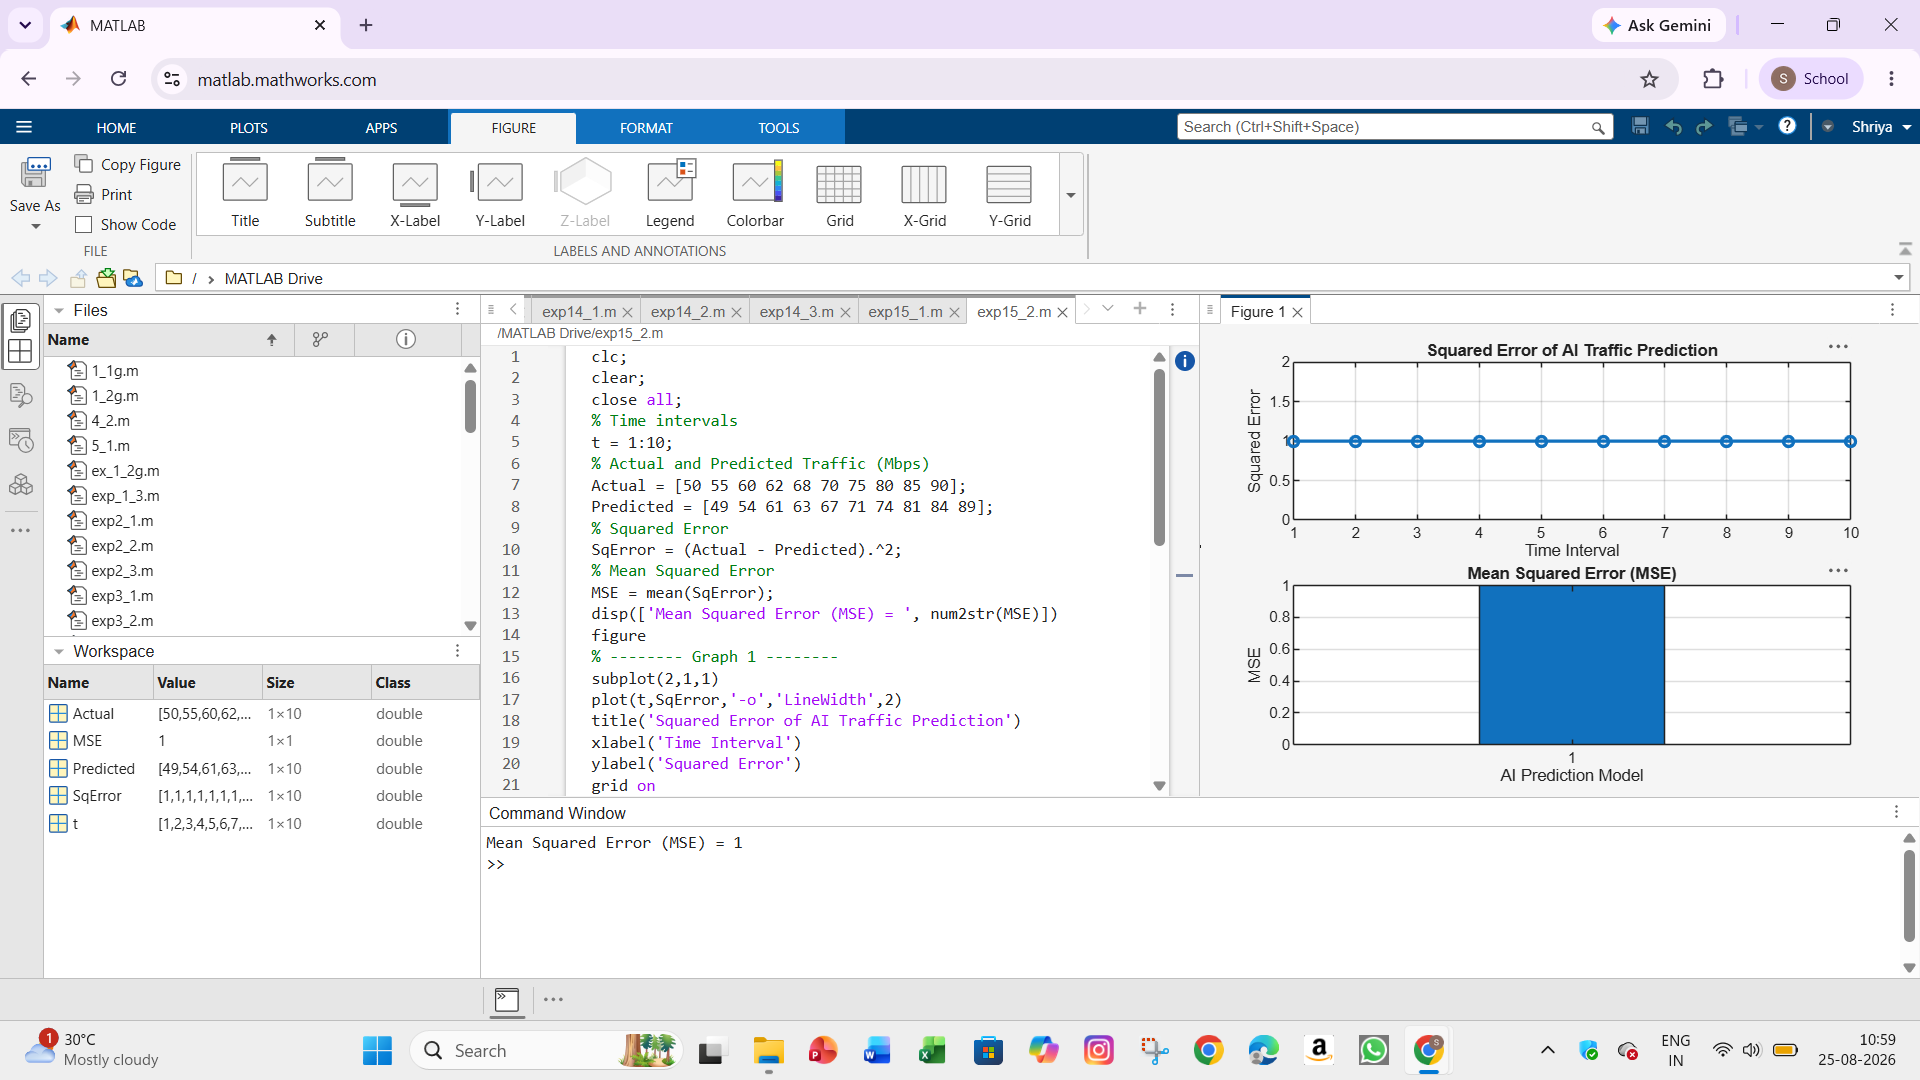 MATLAB
Ask Gemini
matlab.mathworks.com
S School
HOME PLOTS APPS FIGURE FORMAT TOOLS
Search (Ctrl+Shift+Space)
Shriya
Save As
Copy Figure
Print
Show Code
FILE
Title Subtitle X-Label Y-Label Z-Label Legend Colorbar Grid X-Grid Y-Grid
LABELS AND ANNOTATIONS
/ › MATLAB Drive
Files
Name
1_1g.m
1_2g.m
4_2.m
5_1.m
ex_1_2g.m
exp_1_3.m
exp2_1.m
exp2_2.m
exp2_3.m
exp3_1.m
exp3_2.m
Workspace
Name Value Size Class
Actual [50,55,60,62,... 1×10 double
MSE 1 1×1 double
Predicted [49,54,61,63,... 1×10 double
SqError [1,1,1,1,1,1,1,... 1×10 double
t [1,2,3,4,5,6,7,... 1×10 double
exp14_1.m exp14_2.m exp14_3.m exp15_1.m exp15_2.m
/MATLAB Drive/exp15_2.m
1 clc;
2 clear;
3 close all;
4 % Time intervals
5 t = 1:10;
6 % Actual and Predicted Traffic (Mbps)
7 Actual = [50 55 60 62 68 70 75 80 85 90];
8 Predicted = [49 54 61 63 67 71 74 81 84 89];
9 % Squared Error
10 SqError = (Actual - Predicted).^2;
11 % Mean Squared Error
12 MSE = mean(SqError);
13 disp(['Mean Squared Error (MSE) = ', num2str(MSE)])
14 figure
15 % -------- Graph 1 --------
16 subplot(2,1,1)
17 plot(t,SqError,'-o','LineWidth',2)
18 title('Squared Error of AI Traffic Prediction')
19 xlabel('Time Interval')
20 ylabel('Squared Error')
21 grid on
Figure 1
Squared Error of AI Traffic Prediction
Squared Error
2
1.5
1
0.5
0
1 2 3 4 5 6 7 8 9 10
Time Interval
Mean Squared Error (MSE)
MSE
1
0.8
0.6
0.4
0.2
0
1
AI Prediction Model
Command Window
Mean Squared Error (MSE) = 1
>>
1
30°C
Mostly cloudy
Search
ENG
IN
10:59
25-08-2026